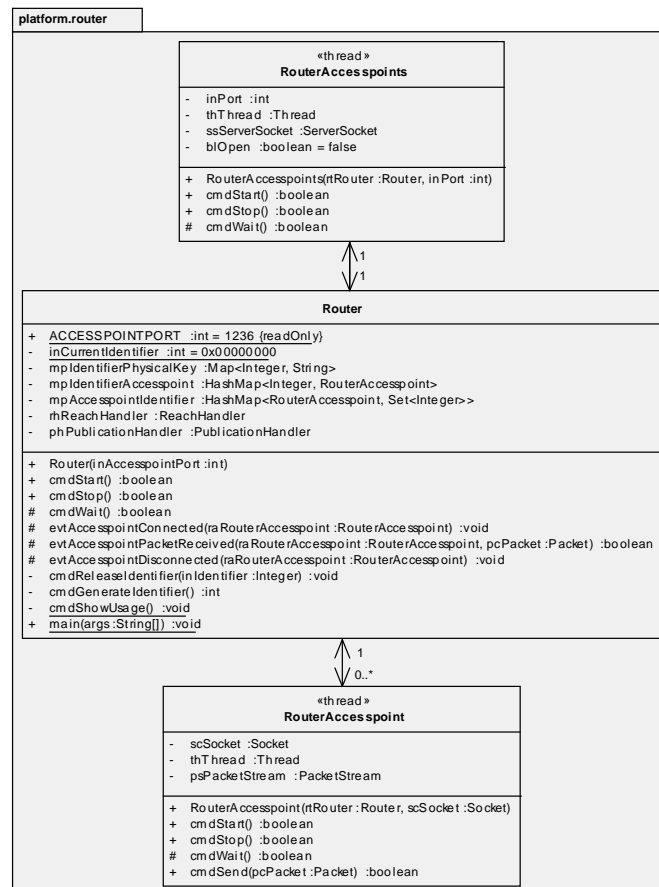 platform.router
«thread»
RouterAccesspoints
- inPort :int
- thThread :Thread
- ssServerSocket :ServerSocket
- blOpen :boolean = false
+ RouterAccesspoints(rtRouter :Router, inPort :int)
+ cmdStart() :boolean
+ cmdStop() :boolean
# cmdWait() :boolean
1
1
Router
+ ACCESSPOINTPORT :int = 1236 {readOnly}
- inCurrentIdentifier :int = 0x00000000
- mpIdentifierPhysicalKey :Map<Integer, String>
- mpIdentifierAccesspoint :HashMap<Integer, RouterAccesspoint>
- mpAccesspointIdentifier :HashMap<RouterAccesspoint, Set<Integer>>
- rhReachHandler :ReachHandler
- phPublicationHandler :PublicationHandler
+ Router(inAccesspointPort :int)
+ cmdStart() :boolean
+ cmdStop() :boolean
# cmdWait() :boolean
# evtAccesspointConnected(raRouterAccesspoint :RouterAccesspoint) :void
# evtAccesspointPacketReceived(raRouterAccesspoint :RouterAccesspoint, pcPacket :Packet) :boolean
# evtAccesspointDisconnected(raRouterAccesspoint :RouterAccesspoint) :void
- cmdReleaseIdentifier(inIdentifier :Integer) :void
- cmdGenerateIdentifier() :int
- cmdShowUsage() :void
+ main(args :String[]) :void
1
0..*
«thread»
RouterAccesspoint
- scSocket :Socket
- thThread :Thread
- psPacketStream :PacketStream
+ RouterAccesspoint(rtRouter :Router, scSocket :Socket)
+ cmdStart() :boolean
+ cmdStop() :boolean
# cmdWait() :boolean
+ cmdSend(pcPacket :Packet) :boolean